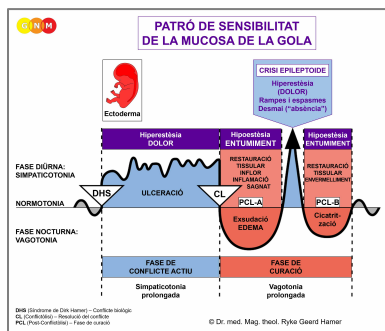 GNM
PATRÓ DE SENSIBILITAT
DE LA MUCOSA DE LA GOLA
CRISI EPILEPTOIDE
Hiperestèsia
(DOLOR)
Rampes i espasmes
Desmai ("absència")
Ectoderma
Hiperestèsia
DOLOR
Hipoestèsia
ENTUMIMENT
Hipoestèsia
ENTUMIMENT
FASE DIÜRNA:
SIMPATICOTONIA
RESTAURACIÓ
TISSULAR
INFLOR
INFLAMACIÓ
SAGNAT
RESTAURACIÓ
TISSULAR
ENVERMELLIMENT
DHS
ULCERACIÓ
CL
PCL-A
PCL-B
NORMOTONIA
FASE NOCTURNA:
VAGOTONIA
Exsudació
EDEMA
Cicatrit-
zació
FASE DE
CONFLICTE ACTIU
FASE DE
CURACIÓ
Simpaticotonia
prolongada
Vagotonia
prolongada
DHS (Síndrome de Dirk Hamer) – Conflicte biològic
CL (Conflictòlisi) – Resolució del conflicte
PCL (Post-Conflictòlisi) – Fase de curació
© Dr. med. Mag. theol. Ryke Geerd Hamer